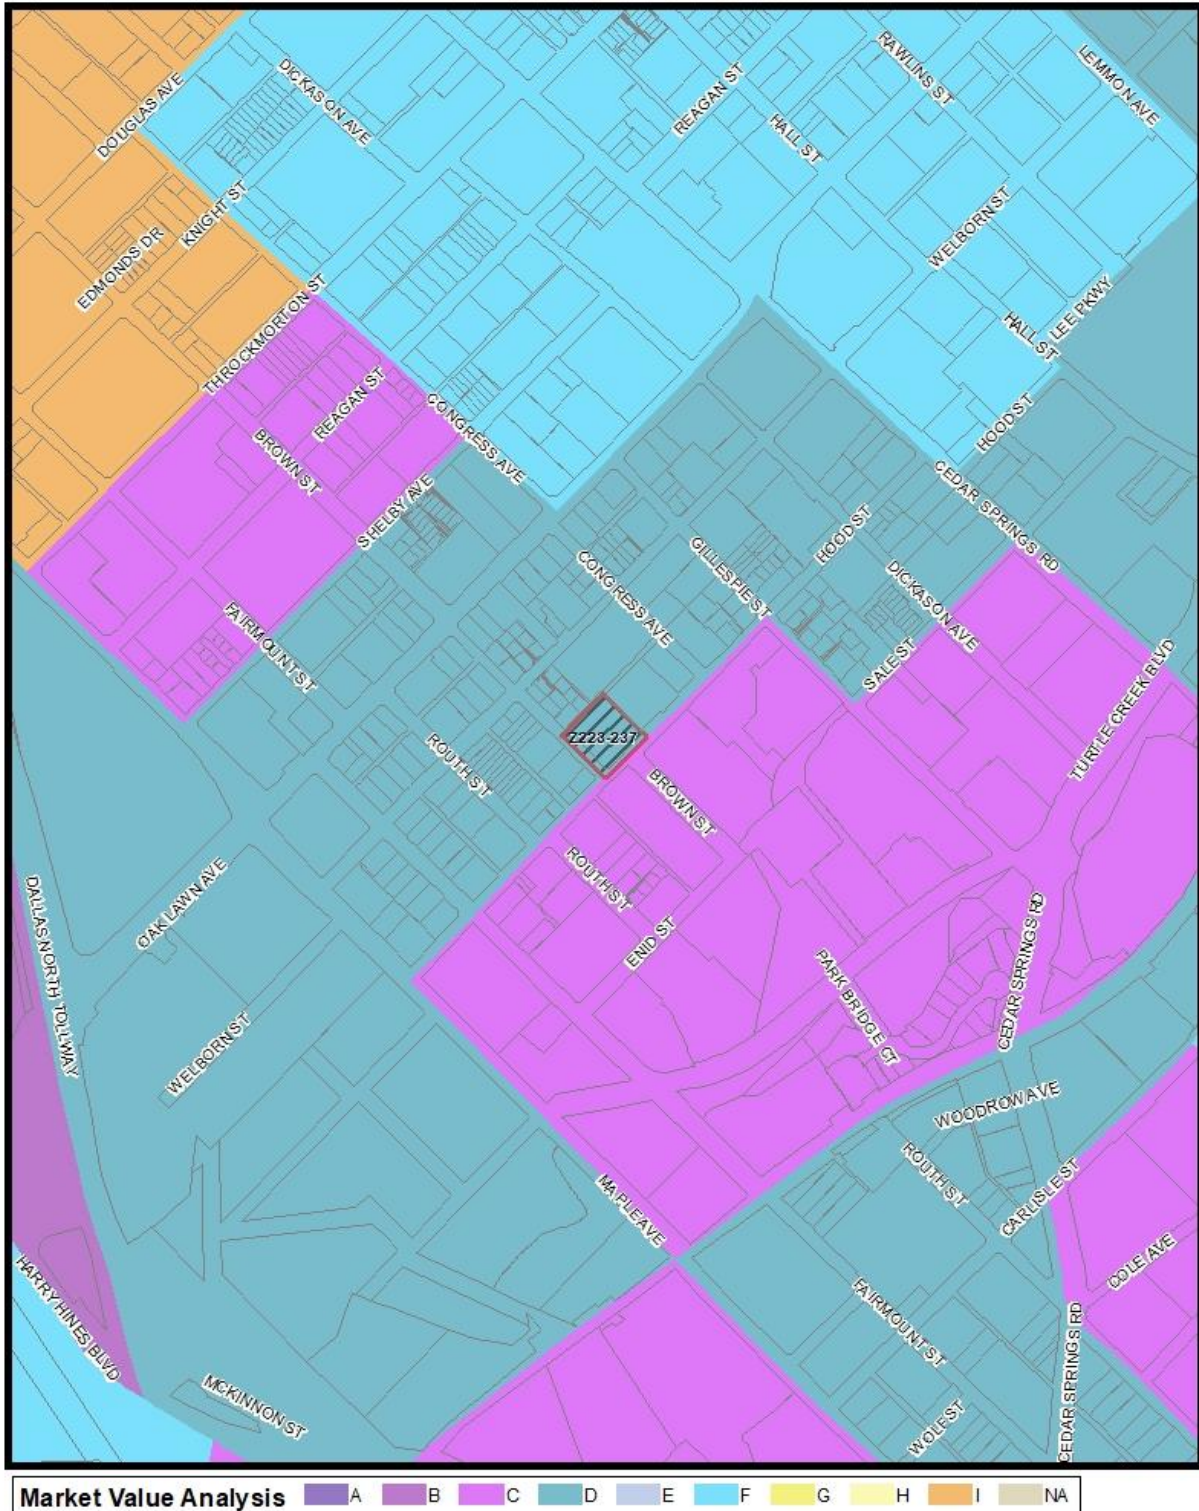 LEMMON AVE
RAWLINS ST
DICKASON AVE
REAGAN ST
DOUGLAS AVE
HALL ST
KNIGHT ST
WELBORN ST
EDMONDS DR
THROCKMORTON ST
LEE PKWY
HALL ST
REAGAN ST
CONGRESS AVE
HOOD ST
BROWN ST
SHELBY AVE
CEDAR SPRINGS RD
HOOD ST
GILLESPIE ST
CONGRESS AVE
DICKASON AVE
FAIRMOUNT ST
SALE ST
TURTLE CREEK BLVD
Z223-237
ROUTH ST
BROWN ST
ROUTH ST
OAK LAWN AVE
ENID ST
DALLAS NORTH TOLLWAY
CEDAR SPRINGS RD
PARK BRIDGE CT
WELBORN ST
WOODROW AVE
ROUTH ST
CARLISLE ST
MAPLE AVE
COLE AVE
HARRY HINES BLVD
FAIRMOUNT ST
CEDAR SPRINGS RD
MCKINNON ST
WOLF ST
Market Value Analysis A B C D E F G H I NA